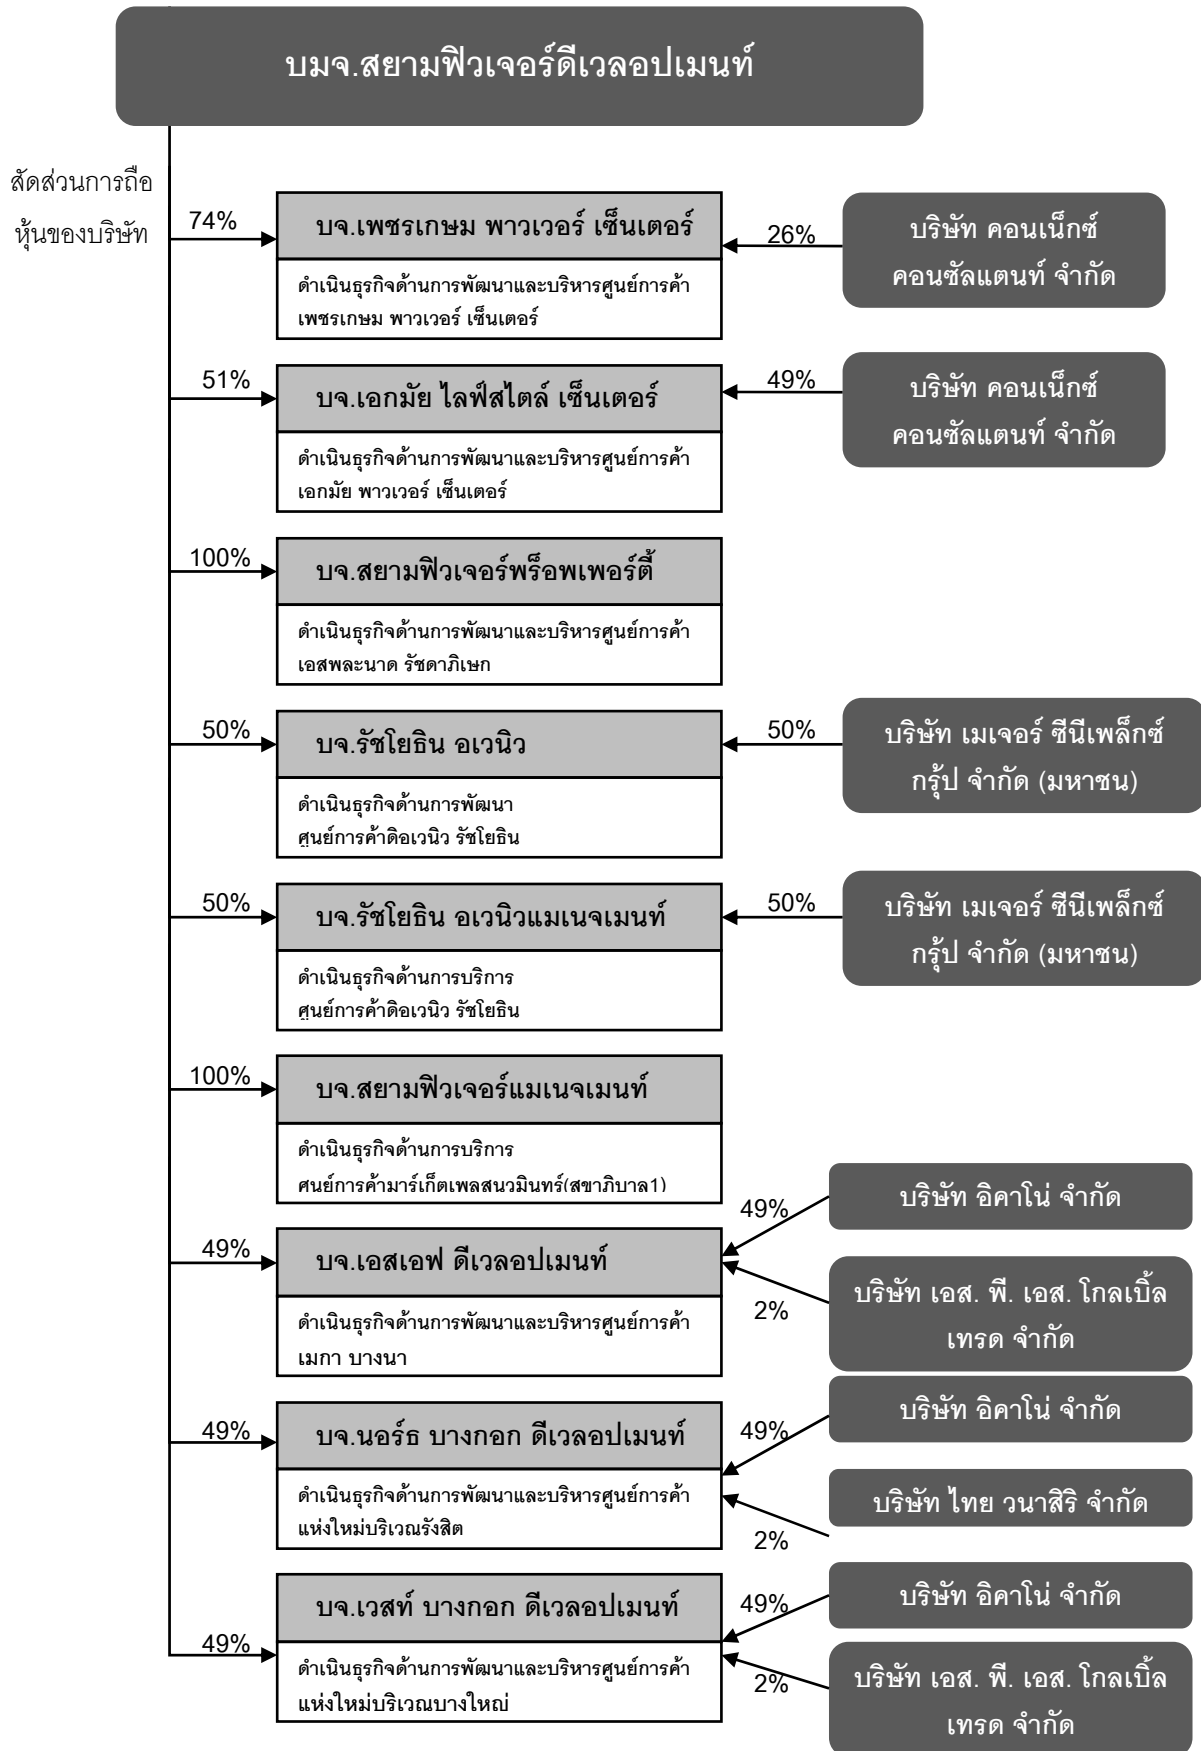 บมจ.สยามฟิวเจอร์ดีเวลอปเมนท์
สัดส่วนการถือ
หุ้นของบริษัท
74%
บจ.เพชรเกษม พาวเวอร์ เซ็นเตอร์
26%
บริษัท คอนเน็กซ์
คอนซัลแตนท์ จำกัด
ดำเนินธุรกิจด้านการพัฒนาและบริหารศูนย์การค้า
เพชรเกษม พาวเวอร์ เซ็นเตอร์
51%
บจ.เอกมัย ไลฟ์สไตล์ เซ็นเตอร์
49%
บริษัท คอนเน็กซ์
คอนซัลแตนท์ จำกัด
ดำเนินธุรกิจด้านการพัฒนาและบริหารศูนย์การค้า
เอกมัย พาวเวอร์ เซ็นเตอร์
100%
บจ.สยามฟิวเจอร์พร็อพเพอร์ตี้
ดำเนินธุรกิจด้านการพัฒนาและบริหารศูนย์การค้า
เอสพละนาด รัชดาภิเษก
50%
บจ.รัชโยธิน อเวนิว
50%
บริษัท เมเจอร์ ซีนีเพล็กซ์
กรุ้ป จำกัด (มหาชน)
ดำเนินธุรกิจด้านการพัฒนา
ศูนย์การค้าดิอเวนิว รัชโยธิน
50%
บจ.รัชโยธิน อเวนิวแมเนจเมนท์
50%
บริษัท เมเจอร์ ซีนีเพล็กซ์
กรุ้ป จำกัด (มหาชน)
ดำเนินธุรกิจด้านการบริการ
ศูนย์การค้าดิอเวนิว รัชโยธิน
100%
บจ.สยามฟิวเจอร์แมเนจเมนท์
ดำเนินธุรกิจด้านการบริการ
ศูนย์การค้ามาร์เก็ตเพลสนวมินทร์(สุขาภิบาล1)
49%
บจ.เอสเอฟ ดีเวลอปเมนท์
49%
บริษัท อิคาโน่ จำกัด
2%
บริษัท เอส. พี. เอส. โกลเบิ้ล
เทรด จำกัด
ดำเนินธุรกิจด้านการพัฒนาและบริหารศูนย์การค้า
เมกา บางนา
49%
บจ.นอร์ธ บางกอก ดีเวลอปเมนท์
49%
บริษัท อิคาโน่ จำกัด
ดำเนินธุรกิจด้านการพัฒนาและบริหารศูนย์การค้า
แห่งใหม่บริเวณรังสิต
2%
บริษัท ไทย วนาสิริ จำกัด
49%
บจ.เวสท์ บางกอก ดีเวลอปเมนท์
49%
บริษัท อิคาโน่ จำกัด
ดำเนินธุรกิจด้านการพัฒนาและบริหารศูนย์การค้า
แห่งใหม่บริเวณบางใหญ่
2%
บริษัท เอส. พี. เอส. โกลเบิ้ล
เทรด จำกัด